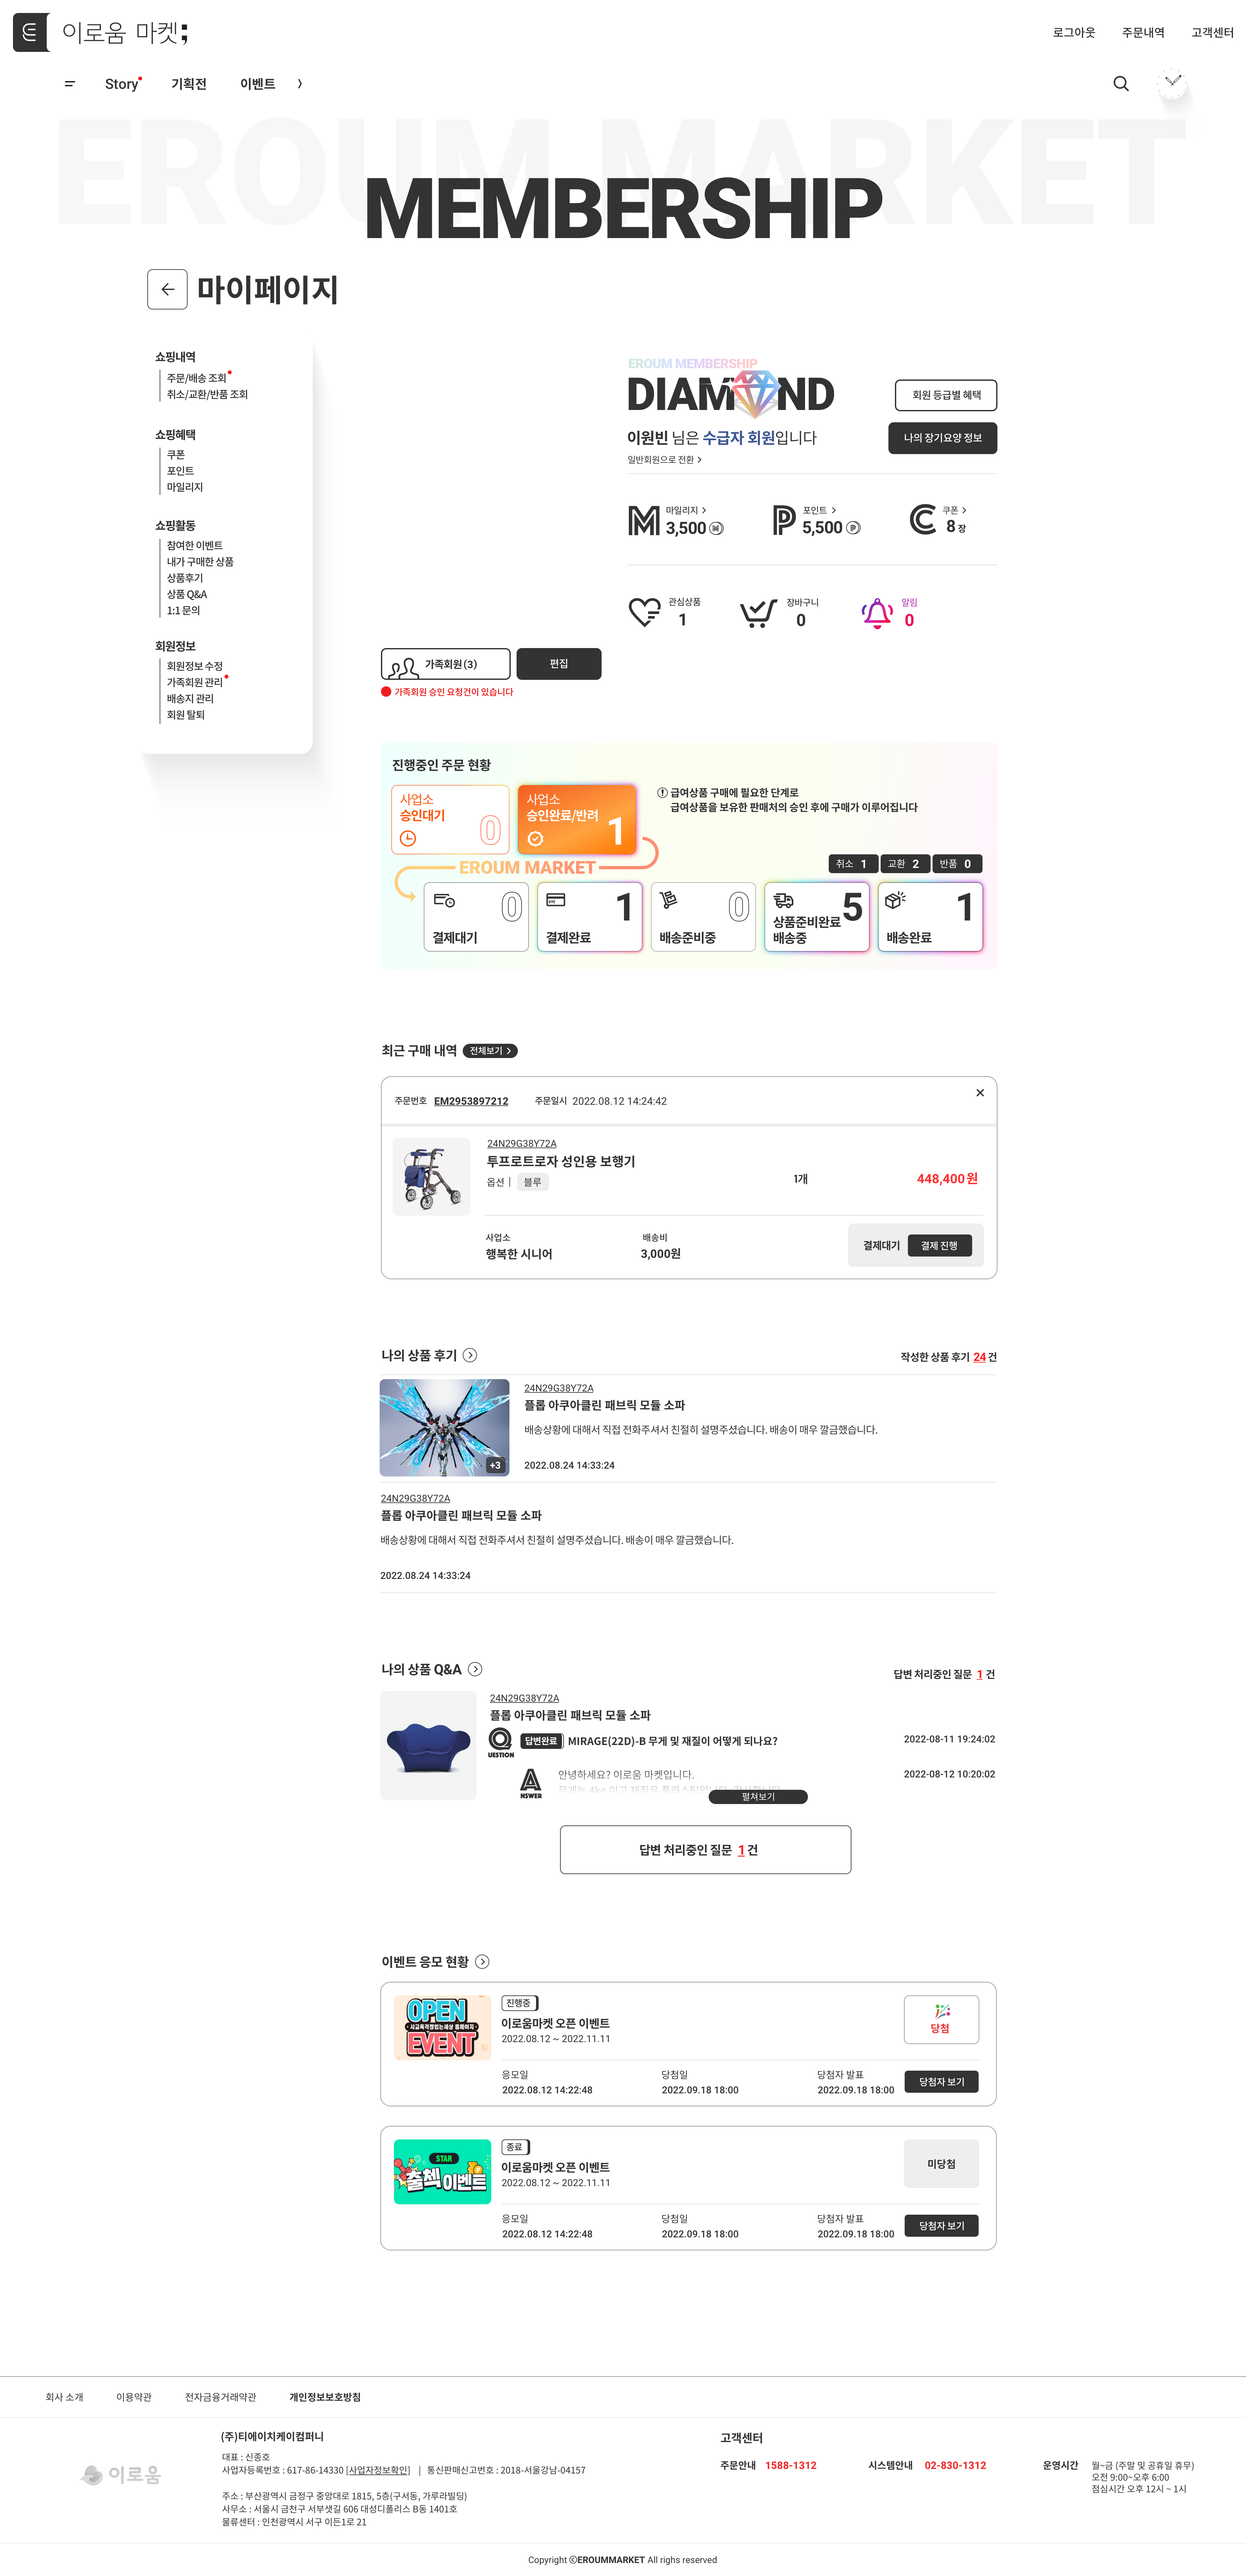 이로움 마켓;
로그아웃
주문내역
고객센터
Story
기획전
이벤트
EROUM MARKET
MEMBERSHIP
마이페이지
쇼핑내역
주문/배송 조회
취소/교환/반품 조회
쇼핑혜택
쿠폰
포인트
마일리지
쇼핑활동
참여한 이벤트
내가 구매한 상품
상품후기
상품 Q&A
1:1 문의
회원정보
회원정보 수정
가족회원 관리
배송지 관리
회원 탈퇴
EROUM MEMBERSHIP
DIAM ND
이원빈 님은 수급자 회원입니다
일반회원으로 전환
회원 등급별 혜택
나의 장기요양 정보
M 마일리지
3,500 M
P 포인트
5,500 P
C 쿠폰
8 장
관심상품
1
장바구니
0
알림
0
가족회원(3)
편집
가족회원 승인 요청건이 있습니다
진행중인 주문 현황
사업소
승인대기
0
사업소
승인완료/반려
1
급여상품 구매에 필요한 단계로
급여상품을 보유한 판매처의 승인 후에 구매가 이루어집니다
EROUM MARKET
취소 1
교환 2
반품 0
결제대기
0
pay
결제완료
1
배송준비중
0
상품준비완료
배송중
5
배송완료
1
최근 구매 내역
전체보기
주문번호 EM2953897212
주문일시 2022.08.12 14:24:42
24N29G38Y72A
투프로트로자 성인용 보행기
옵션 | 블루
1개
448,400 원
사업소
행복한 시니어
배송비
3,000원
결제대기
결제 진행
나의 상품 후기
작성한 상품 후기 24 건
+3
24N29G38Y72A
플롭 아쿠아클린 패브릭 모듈 소파
배송상황에 대해서 직접 전화주셔서 친절히 설명주셨습니다. 배송이 매우 깔금했습니다.
2022.08.24 14:33:24
24N29G38Y72A
플롭 아쿠아클린 패브릭 모듈 소파
배송상황에 대해서 직접 전화주셔서 친절히 설명주셨습니다. 배송이 매우 깔금했습니다.
2022.08.24 14:33:24
나의 상품 Q&A
답변 처리중인 질문 1 건
24N29G38Y72A
플롭 아쿠아클린 패브릭 모듈 소파
QUESTION
답변완료
MIRAGE(22D)-B 무게 및 재질이 어떻게 되나요?
2022-08-11 19:24:02
ANSWER
안녕하세요? 이로움 마켓입니다.
2022-08-12 10:20:02
무게는 4kg 이고 재질은 플라스틱입니다. 감사합니다.
펼쳐보기
답변 처리중인 질문 1 건
이벤트 응모 현황
OPEN
사교육걱정없는세상 홈페이지
EVENT
진행중
이로움마켓 오픈 이벤트
2022.08.12 ~ 2022.11.11
당첨
응모일
2022.08.12 14:22:48
당첨일
2022.09.18 18:00
당첨자 발표
2022.09.18 18:00
당첨자 보기
STAR
출첵 이벤트
종료
이로움마켓 오픈 이벤트
2022.08.12 ~ 2022.11.11
미당첨
응모일
2022.08.12 14:22:48
당첨일
2022.09.18 18:00
당첨자 발표
2022.09.18 18:00
당첨자 보기
회사 소개
이용약관
전자금융거래약관
개인정보보호방침
이로움
(주)티에이치케이컴퍼니
대표 : 신종호
사업자등록번호 : 617-86-14330 [사업자정보확인] | 통신판매신고번호 : 2018-서울강남-04157
주소 : 부산광역시 금정구 중앙대로 1815, 5층(구서동, 가루라빌딩)
사무소 : 서울시 금천구 서부샛길 606 대성디폴리스 B동 1401호
물류센터 : 인천광역시 서구 이든1로 21
고객센터
주문안내 1588-1312
시스템안내 02-830-1312
운영시간
월~금 (주말 및 공휴일 휴무)
오전 9:00~오후 6:00
점심시간 오후 12시 ~ 1시
Copyright ⓒEROUMMARKET All righs reserved